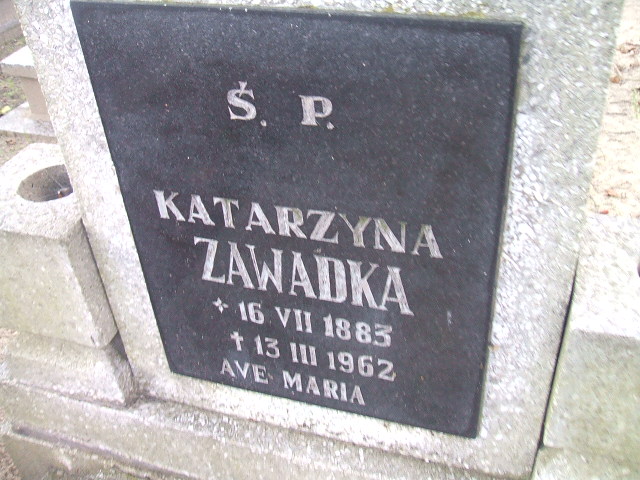 Ś. P.
KATARZYNA
ZAWADKA
* 16 VII 1883
† 13 III 1962
AVE MARIA